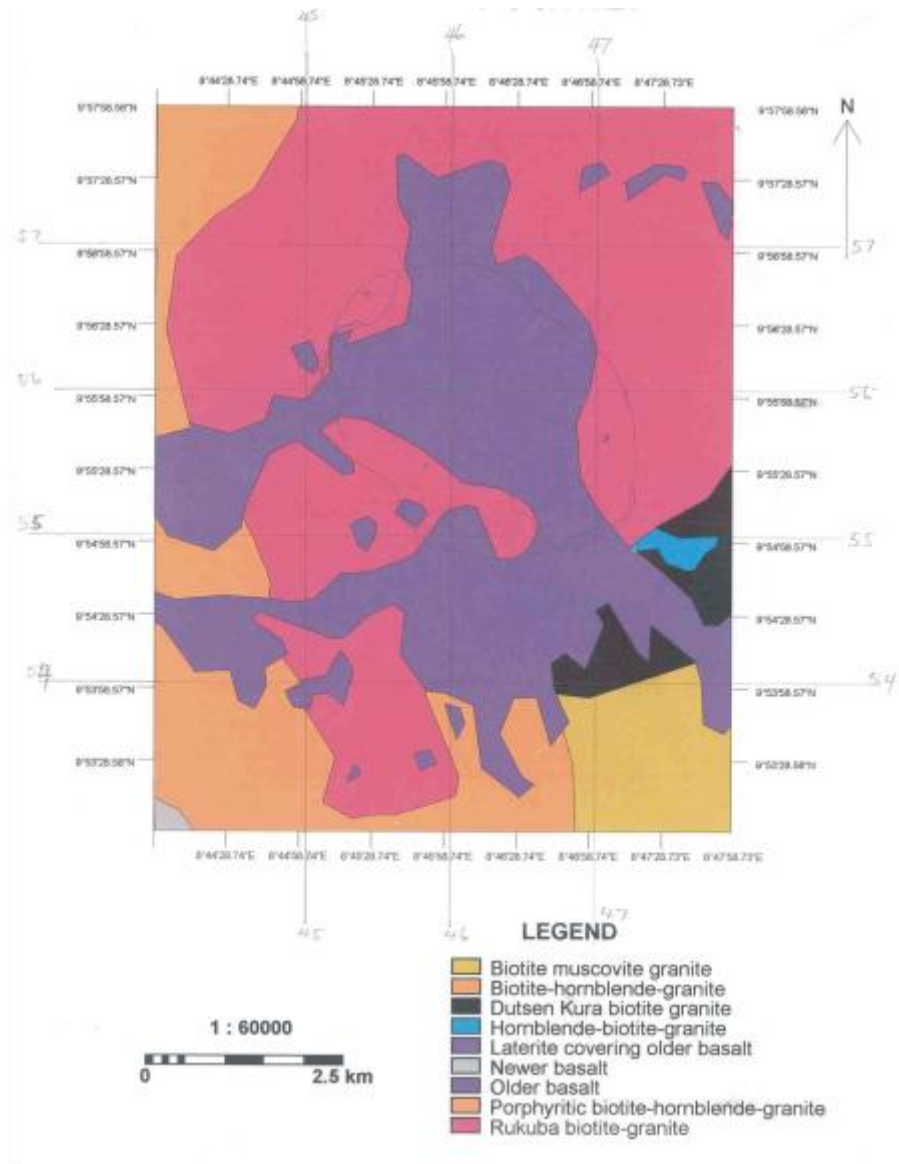 45
46
47
8°44'28.74"E 8°44'58.74"E 8°45'28.74"E 8°45'58.74"E 8°46'28.74"E 8°46'58.74"E 8°47'28.73"E
N
9°57'58.56"N 9°57'58.56"N
9°57'28.57"N 9°57'28.57"N
57 57
9°56'58.57"N 9°56'58.57"N
9°56'28.57"N 9°56'28.57"N
56 56
9°55'58.57"N 9°55'58.57"N
9°55'28.57"N 9°55'28.57"N
55 55
9°54'58.57"N 9°54'58.57"N
9°54'28.57"N 9°54'28.57"N
54 54
9°53'58.57"N 9°53'58.57"N
9°53'28.58"N 9°53'28.58"N
8°44'28.74"E 8°44'58.74"E 8°45'28.74"E 8°45'58.74"E 8°46'28.74"E 8°46'58.74"E 8°47'28.73"E 8°47'58.73"E
45 46 47
LEGEND
Biotite muscovite granite
Biotite-hornblende-granite
Dutsen Kura biotite granite
Hornblende-biotite-granite
Laterite covering older basalt
Newer basalt
Older basalt
Porphyritic biotite-hornblende-granite
Rukuba biotite-granite
1 : 60000
0 2.5 km